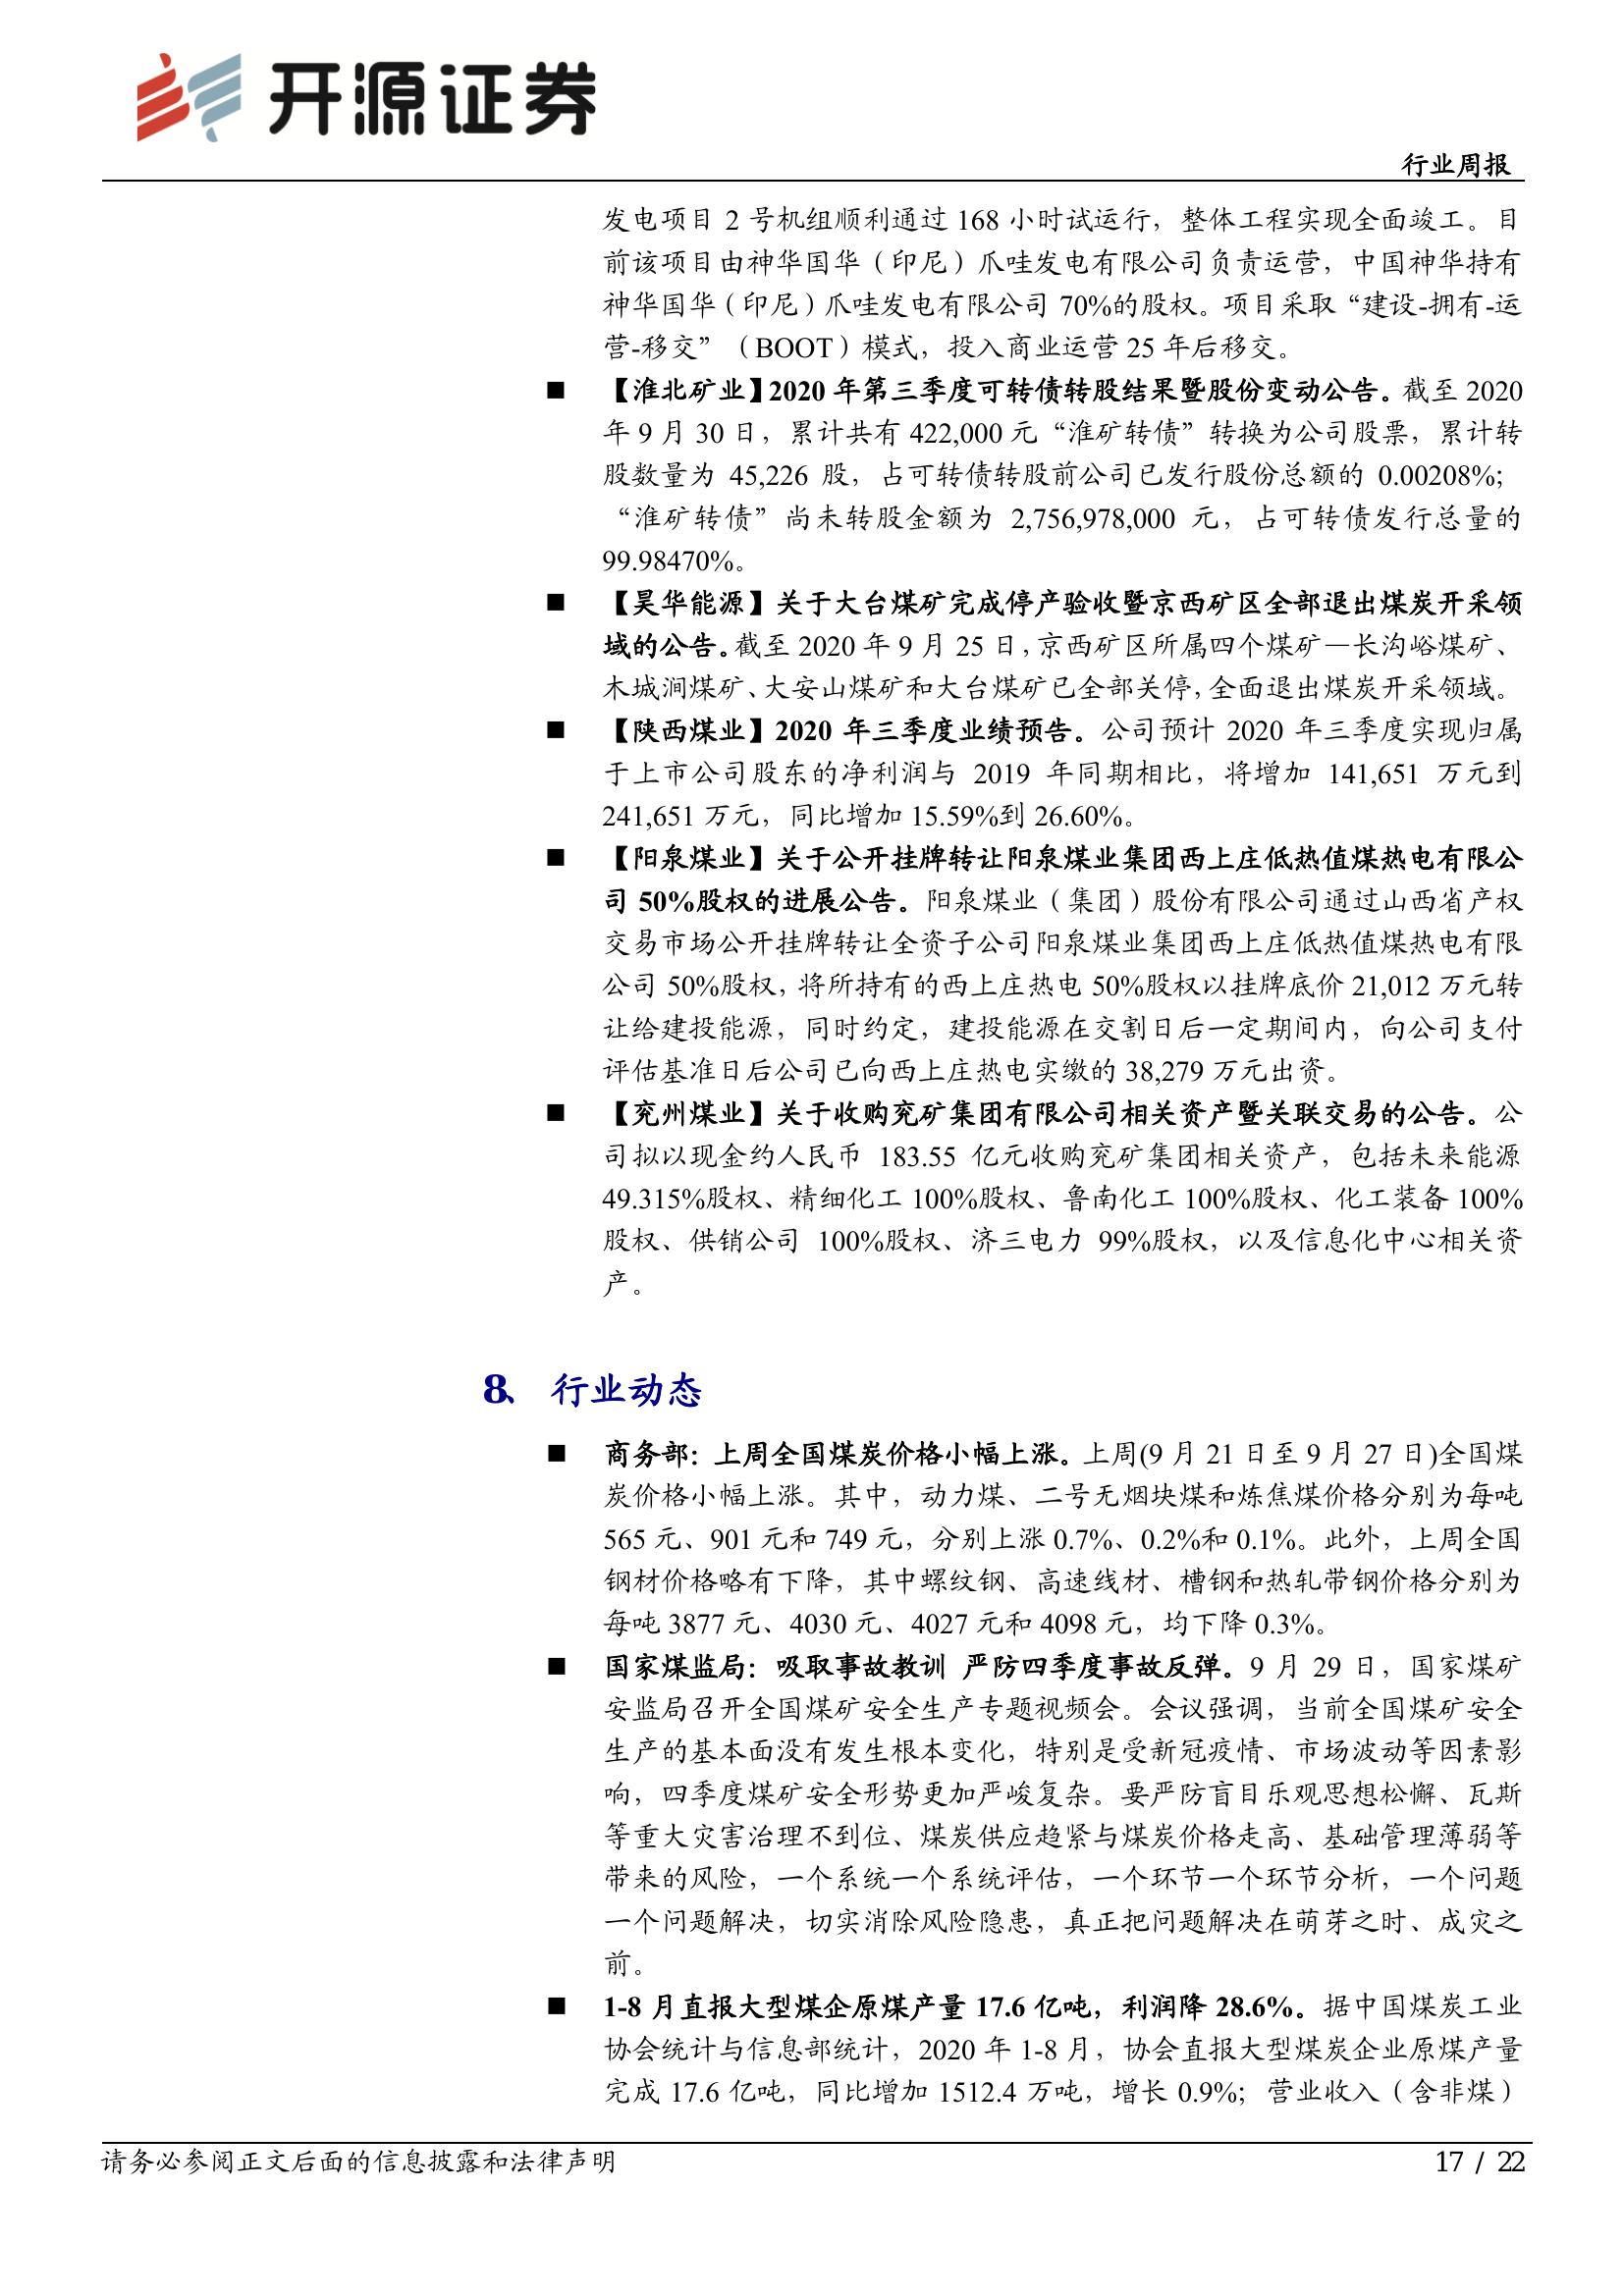 开源证券
行业周报
发电项目 2 号机组顺利通过 168 小时试运行，整体工程实现全面竣工。目
前该项目由神华国华（印尼）爪哇发电有限公司负责运营，中国神华持有
神华国华（印尼）爪哇发电有限公司 70%的股权。项目采取“建设-拥有-运
营-移交”（BOOT）模式，投入商业运营 25 年后移交。
■ 【淮北矿业】2020 年第三季度可转债转股结果暨股份变动公告。截至 2020
年 9 月 30 日，累计共有 422,000 元“淮矿转债”转换为公司股票，累计转
股数量为 45,226 股，占可转债转股前公司已发行股份总额的 0.00208%；
“淮矿转债”尚未转股金额为 2,756,978,000 元，占可转债发行总量的
99.98470%。
■ 【昊华能源】关于大台煤矿完成停产验收暨京西矿区全部退出煤炭开采领
域的公告。截至 2020 年 9 月 25 日，京西矿区所属四个煤矿—长沟峪煤矿、
木城涧煤矿、大安山煤矿和大台煤矿已全部关停，全面退出煤炭开采领域。
■ 【陕西煤业】2020 年三季度业绩预告。公司预计 2020 年三季度实现归属
于上市公司股东的净利润与 2019 年同期相比，将增加 141,651 万元到
241,651 万元，同比增加 15.59%到 26.60%。
■ 【阳泉煤业】关于公开挂牌转让阳泉煤业集团西上庄低热值煤热电有限公
司 50%股权的进展公告。阳泉煤业（集团）股份有限公司通过山西省产权
交易市场公开挂牌转让全资子公司阳泉煤业集团西上庄低热值煤热电有限
公司 50%股权，将所持有的西上庄热电 50%股权以挂牌底价 21,012 万元转
让给建投能源，同时约定，建投能源在交割日后一定期间内，向公司支付
评估基准日后公司已向西上庄热电实缴的 38,279 万元出资。
■ 【兖州煤业】关于收购兖矿集团有限公司相关资产暨关联交易的公告。公
司拟以现金约人民币 183.55 亿元收购兖矿集团相关资产，包括未来能源
49.315%股权、精细化工 100%股权、鲁南化工 100%股权、化工装备 100%
股权、供销公司 100%股权、济三电力 99%股权，以及信息化中心相关资
产。
8、 行业动态
■ 商务部：上周全国煤炭价格小幅上涨。上周(9 月 21 日至 9 月 27 日)全国煤
炭价格小幅上涨。其中，动力煤、二号无烟块煤和炼焦煤价格分别为每吨
565 元、901 元和 749 元，分别上涨 0.7%、0.2%和 0.1%。此外，上周全国
钢材价格略有下降，其中螺纹钢、高速线材、槽钢和热轧带钢价格分别为
每吨 3877 元、4030 元、4027 元和 4098 元，均下降 0.3%。
■ 国家煤监局：吸取事故教训 严防四季度事故反弹。9 月 29 日，国家煤矿
安监局召开全国煤矿安全生产专题视频会。会议强调，当前全国煤矿安全
生产的基本面没有发生根本变化，特别是受新冠疫情、市场波动等因素影
响，四季度煤矿安全形势更加严峻复杂。要严防盲目乐观思想松懈、瓦斯
等重大灾害治理不到位、煤炭供应趋紧与煤炭价格走高、基础管理薄弱等
带来的风险，一个系统一个系统评估，一个环节一个环节分析，一个问题
一个问题解决，切实消除风险隐患，真正把问题解决在萌芽之时、成灾之
前。
■ 1-8 月直报大型煤企原煤产量 17.6 亿吨，利润降 28.6%。据中国煤炭工业
协会统计与信息部统计，2020 年 1-8 月，协会直报大型煤炭企业原煤产量
完成 17.6 亿吨，同比增加 1512.4 万吨，增长 0.9%；营业收入（含非煤）
请务必参阅正文后面的信息披露和法律声明
17 / 22